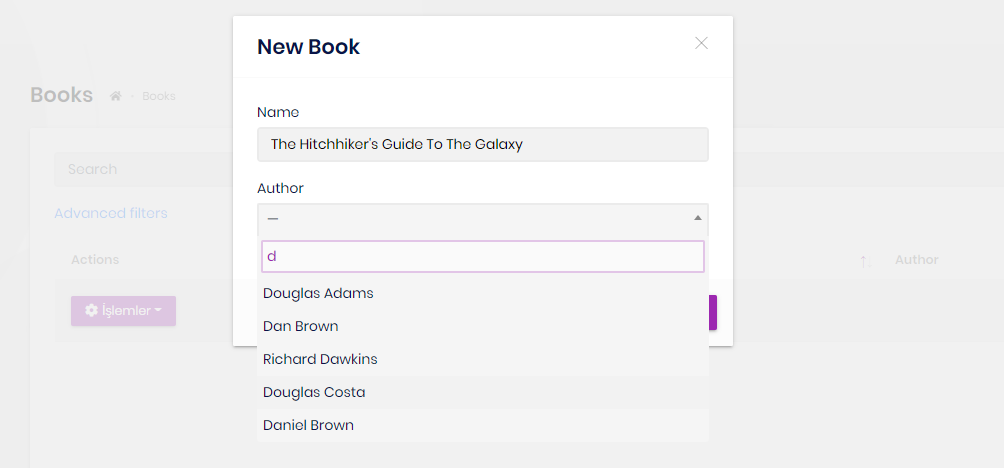 New Book
Books
Books
Name
The Hitchhiker's Guide To The Galaxy
Search
Author
Advanced filters
—
d
Actions
Author
Douglas Adams
İşlemler
Dan Brown
Richard Dawkins
Douglas Costa
Daniel Brown